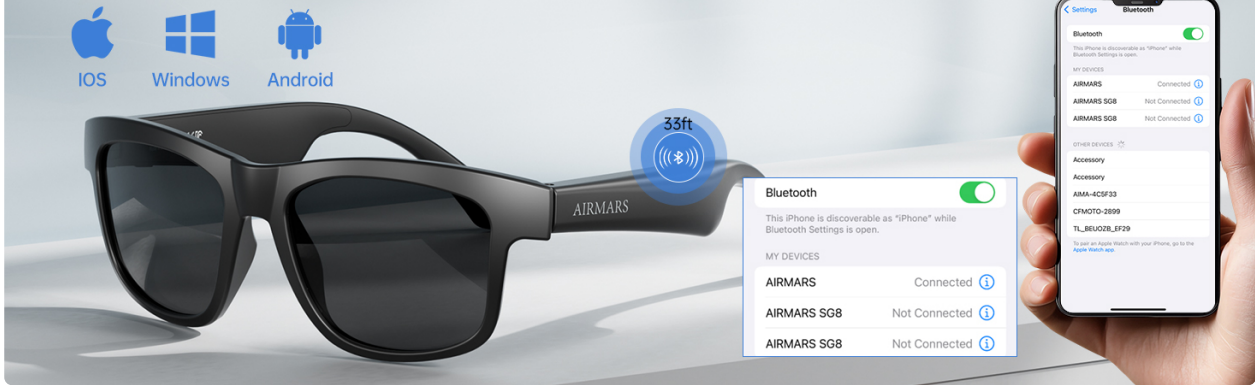 IOS
Windows
Android
33ft
AIRMARS
Bluetooth
This iPhone is discoverable as "iPhone" while
Bluetooth Settings is open.
MY DEVICES
AIRMARS Connected
AIRMARS SG8 Not Connected
AIRMARS SG8 Not Connected
Settings Bluetooth
Bluetooth
This iPhone is discoverable as "iPhone" while
Bluetooth Settings is open.
MY DEVICES
AIRMARS Connected
AIRMARS SG8 Not Connected
AIRMARS SG8 Not Connected
OTHER DEVICES
Accessory
Accessory
AIMA-4C5F33
CFMOTO-2899
TL_BEUOZB_EF29
To pair an Apple Watch with your iPhone, go to the
Apple Watch app.